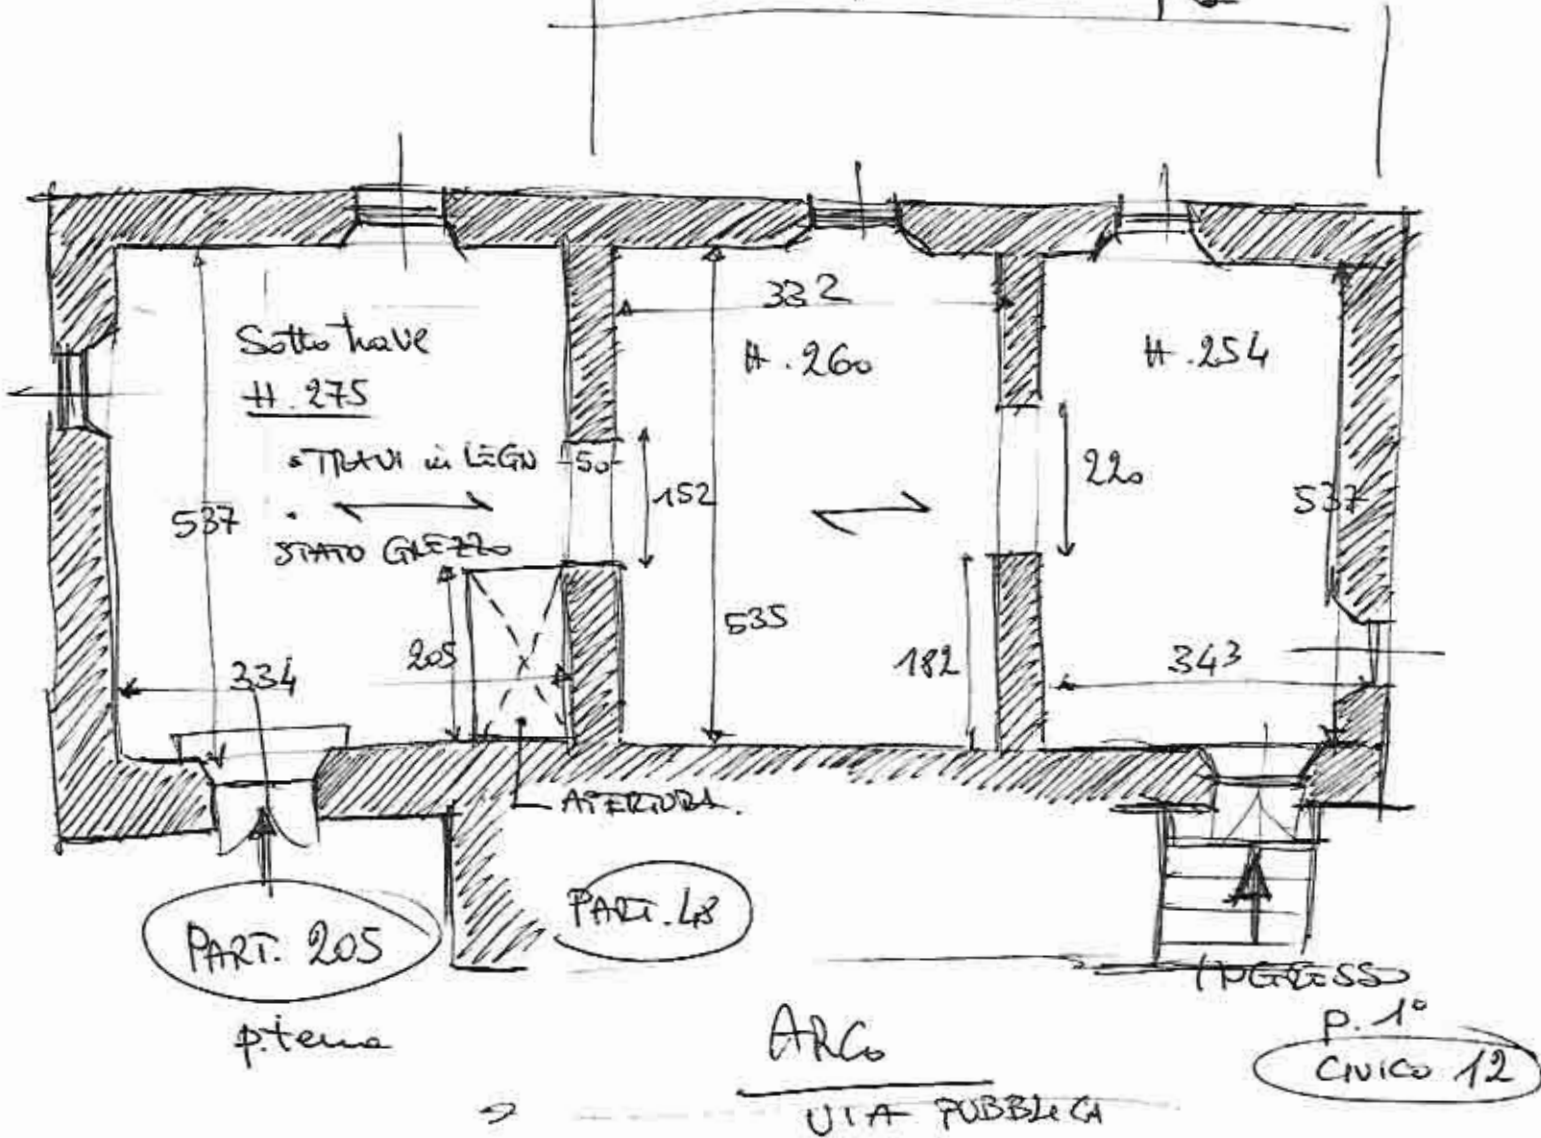 332
Sotto trave
H. 275
H. 260
H. 254
• TRAVI in LEGN
50
152
220
537
537
• STATO GREZZO
205
535
182
334
343
APERTURA.
PART. 205
PART. 48
INGRESSO
p. terra
ARCo
P. 1°
CIVICO 12
VIA PUBBLICA